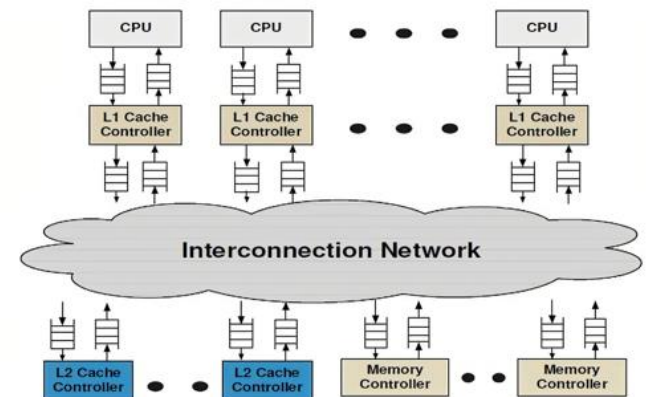 CPU
CPU
CPU
L1 Cache
Controller
L1 Cache
Controller
L1 Cache
Controller
Interconnection Network
L2 Cache
Controller
L2 Cache
Controller
Memory
Controller
Memory
Controller